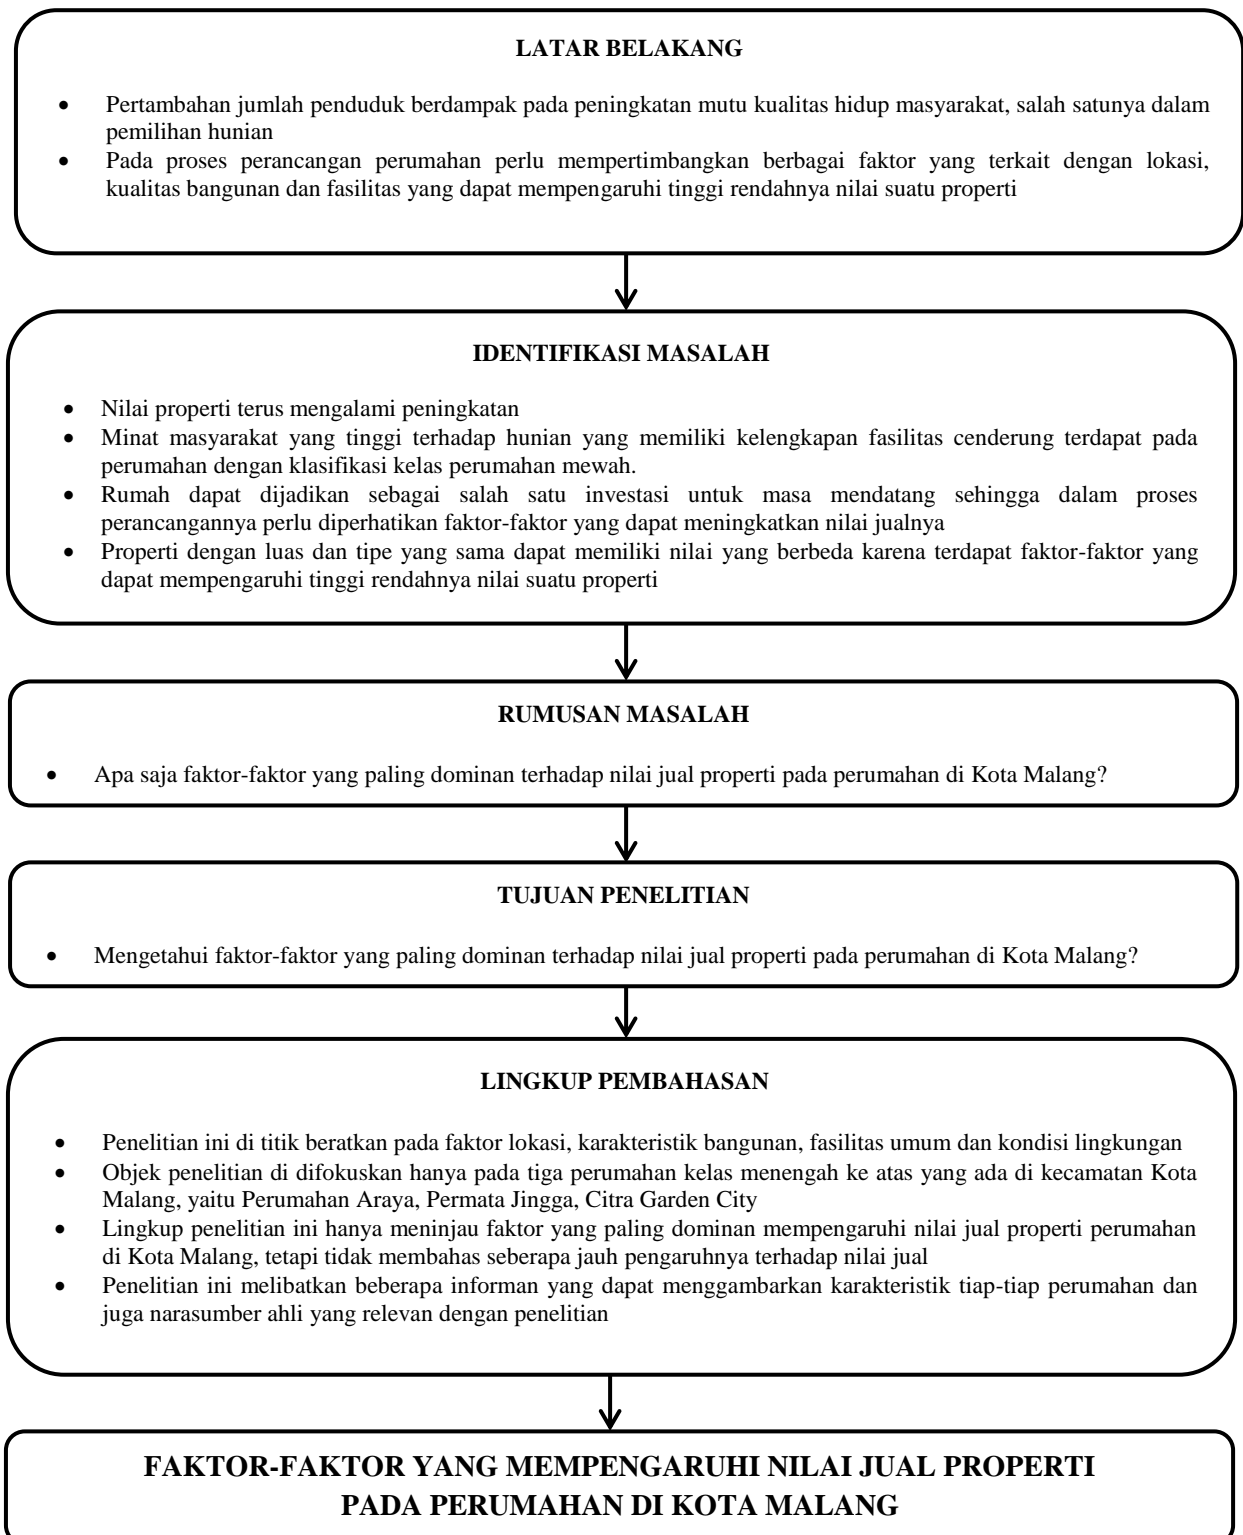 LATAR BELAKANG
• Pertambahan jumlah penduduk berdampak pada peningkatan mutu kualitas hidup masyarakat, salah satunya dalam
pemilihan hunian
• Pada proses perancangan perumahan perlu mempertimbangkan berbagai faktor yang terkait dengan lokasi,
kualitas bangunan dan fasilitas yang dapat mempengaruhi tinggi rendahnya nilai suatu properti
IDENTIFIKASI MASALAH
• Nilai properti terus mengalami peningkatan
• Minat masyarakat yang tinggi terhadap hunian yang memiliki kelengkapan fasilitas cenderung terdapat pada
perumahan dengan klasifikasi kelas perumahan mewah.
• Rumah dapat dijadikan sebagai salah satu investasi untuk masa mendatang sehingga dalam proses
perancangannya perlu diperhatikan faktor-faktor yang dapat meningkatkan nilai jualnya
• Properti dengan luas dan tipe yang sama dapat memiliki nilai yang berbeda karena terdapat faktor-faktor yang
dapat mempengaruhi tinggi rendahnya nilai suatu properti
RUMUSAN MASALAH
• Apa saja faktor-faktor yang paling dominan terhadap nilai jual properti pada perumahan di Kota Malang?
TUJUAN PENELITIAN
• Mengetahui faktor-faktor yang paling dominan terhadap nilai jual properti pada perumahan di Kota Malang?
LINGKUP PEMBAHASAN
• Penelitian ini di titik beratkan pada faktor lokasi, karakteristik bangunan, fasilitas umum dan kondisi lingkungan
• Objek penelitian di difokuskan hanya pada tiga perumahan kelas menengah ke atas yang ada di kecamatan Kota
Malang, yaitu Perumahan Araya, Permata Jingga, Citra Garden City
• Lingkup penelitian ini hanya meninjau faktor yang paling dominan mempengaruhi nilai jual properti perumahan
di Kota Malang, tetapi tidak membahas seberapa jauh pengaruhnya terhadap nilai jual
• Penelitian ini melibatkan beberapa informan yang dapat menggambarkan karakteristik tiap-tiap perumahan dan
juga narasumber ahli yang relevan dengan penelitian
FAKTOR-FAKTOR YANG MEMPENGARUHI NILAI JUAL PROPERTI
PADA PERUMAHAN DI KOTA MALANG